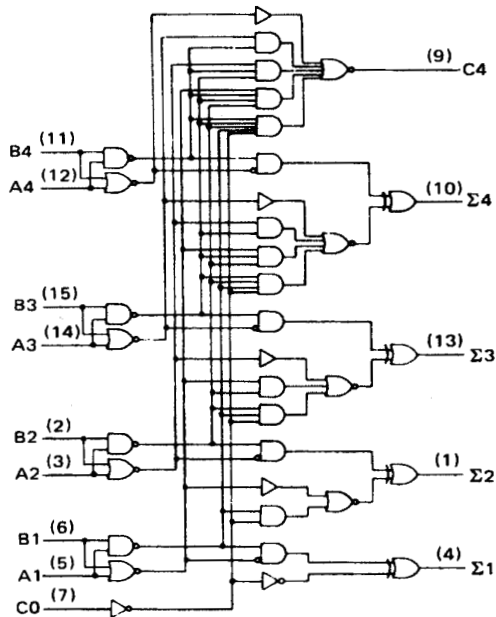 (9)
C4
B4 (11)
A4 (12)
(10)
Σ4
B3 (15)
A3 (14)
(13)
Σ3
B2 (2)
A2 (3)
(1)
Σ2
B1 (6)
A1 (5)
(4)
Σ1
C0 (7)